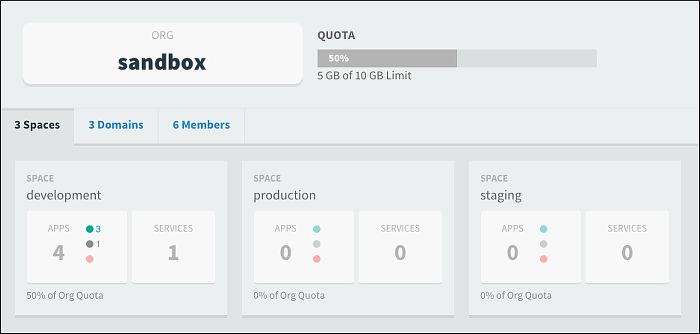 ORG
sandbox
QUOTA
50%
5 GB of 10 GB Limit
3 Spaces
3 Domains
6 Members
SPACE
development
APPS
4
3
1
SERVICES
1
50% of Org Quota
SPACE
production
APPS
0
SERVICES
0
0% of Org Quota
SPACE
staging
APPS
0
SERVICES
0
0% of Org Quota